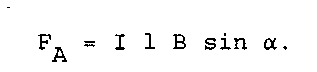 F_A = I l B sin α.